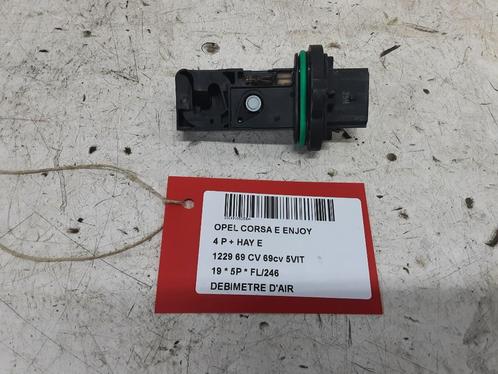 OPEL CORSA E ENJOY
4 P + HAY E
1229 69 CV 69cv 5VIT
19 * 5P * FL/246
DEBIMETRE D'AIR